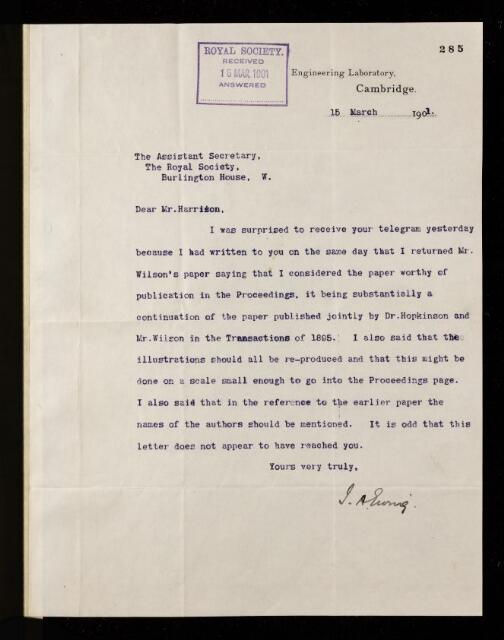 285
ROYAL SOCIETY.
RECEIVED
16 MAR 1901
ANSWERED
Engineering Laboratory,
Cambridge.
15 March 1901.
The Assistant Secretary,
The Royal Society,
Burlington House, W.
Dear Mr.Harrison,
I was surprised to receive your telegram yesterday
because I had written to you on the same day that I returned Mr.
Wilson's paper saying that I considered the paper worthy of
publication in the Proceedings, it being substantially a
continuation of the paper published jointly by Dr.Hopkinson and
Mr.Wilson in the Transactions of 1895. I also said that the
illustrations should all be re-produced and that this might be
done on a scale small enough to go into the Proceedings page.
I also said that in the reference to the earlier paper the
names of the authors should be mentioned. It is odd that this
letter does not appear to have reached you.
Yours very truly,
J. A. Ewing.